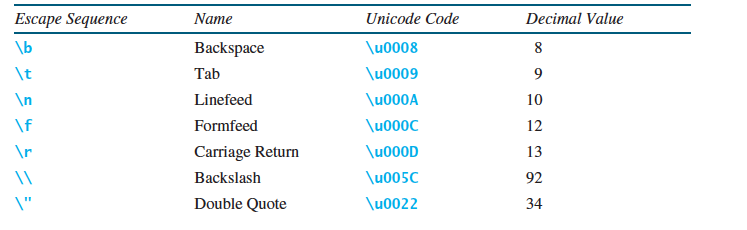 Escape Sequence Name Unicode Code Decimal Value
\b Backspace \u0008 8
\t Tab \u0009 9
\n Linefeed \u000A 10
\f Formfeed \u000C 12
\r Carriage Return \u000D 13
\\ Backslash \u005C 92
\" Double Quote \u0022 34